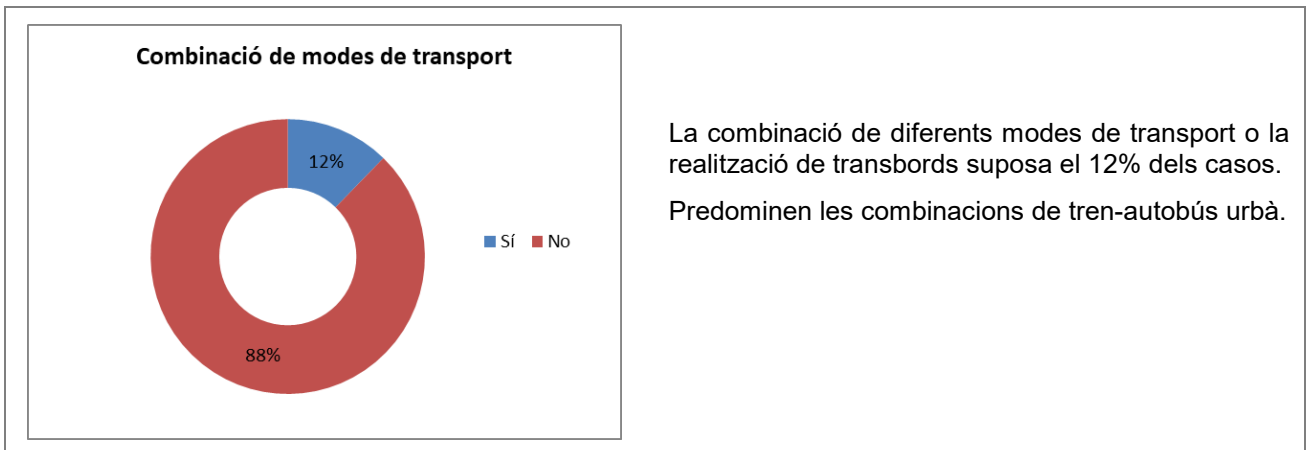 Combinació de modes de transport
12%
88%
Sí No
La combinació de diferents modes de transport o la
realització de transbords suposa el 12% dels casos.
Predominen les combinacions de tren-autobús urbà.